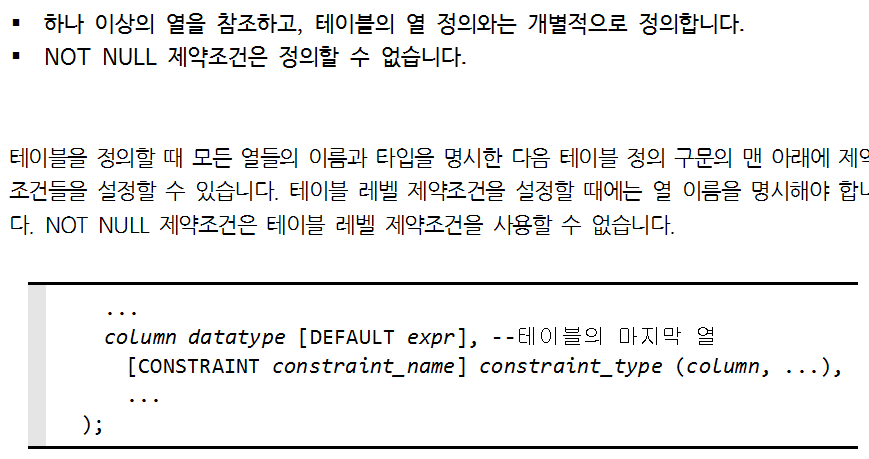 ▪ 하나 이상의 열을 참조하고, 테이블의 열 정의와는 개별적으로 정의합니다.
▪ NOT NULL 제약조건은 정의할 수 없습니다.
테이블을 정의할 때 모든 열들의 이름과 타입을 명시한 다음 테이블 정의 구문의 맨 아래에 제약
조건들을 설정할 수 있습니다. 테이블 레벨 제약조건을 설정할 때에는 열 이름을 명시해야 합니
다. NOT NULL 제약조건은 테이블 레벨 제약조건을 사용할 수 없습니다.
...
column datatype [DEFAULT expr], --테이블의 마지막 열
[CONSTRAINT constraint_name] constraint_type (column, ...),
...
);